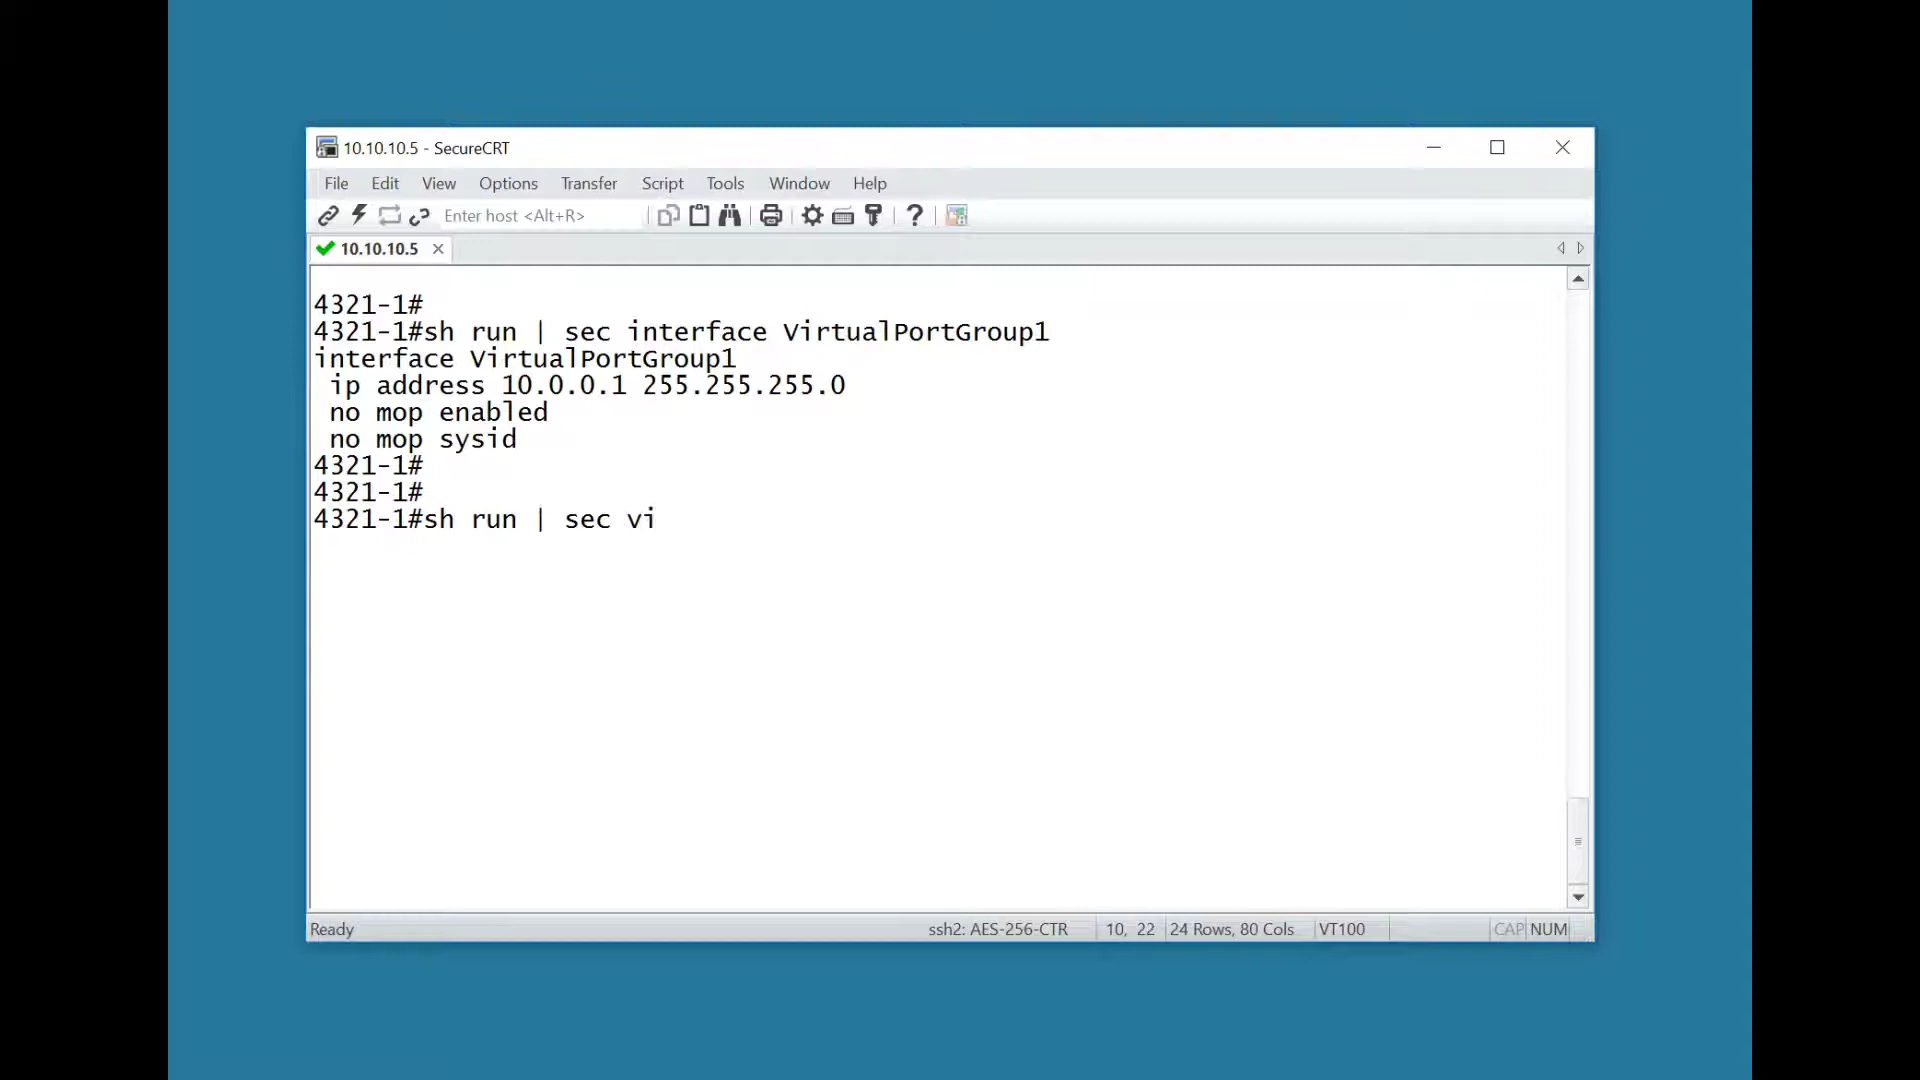 10.10.10.5 - SecureCRT
File Edit View Options Transfer Script Tools Window Help
Enter host <Alt+R>
10.10.10.5
4321-1#
4321-1#sh run | sec interface VirtualPortGroup1
interface VirtualPortGroup1
 ip address 10.0.0.1 255.255.255.0
 no mop enabled
 no mop sysid
4321-1#
4321-1#
4321-1#sh run | sec vi
Ready ssh2: AES-256-CTR 10, 22 24 Rows, 80 Cols VT100 CAP NUM